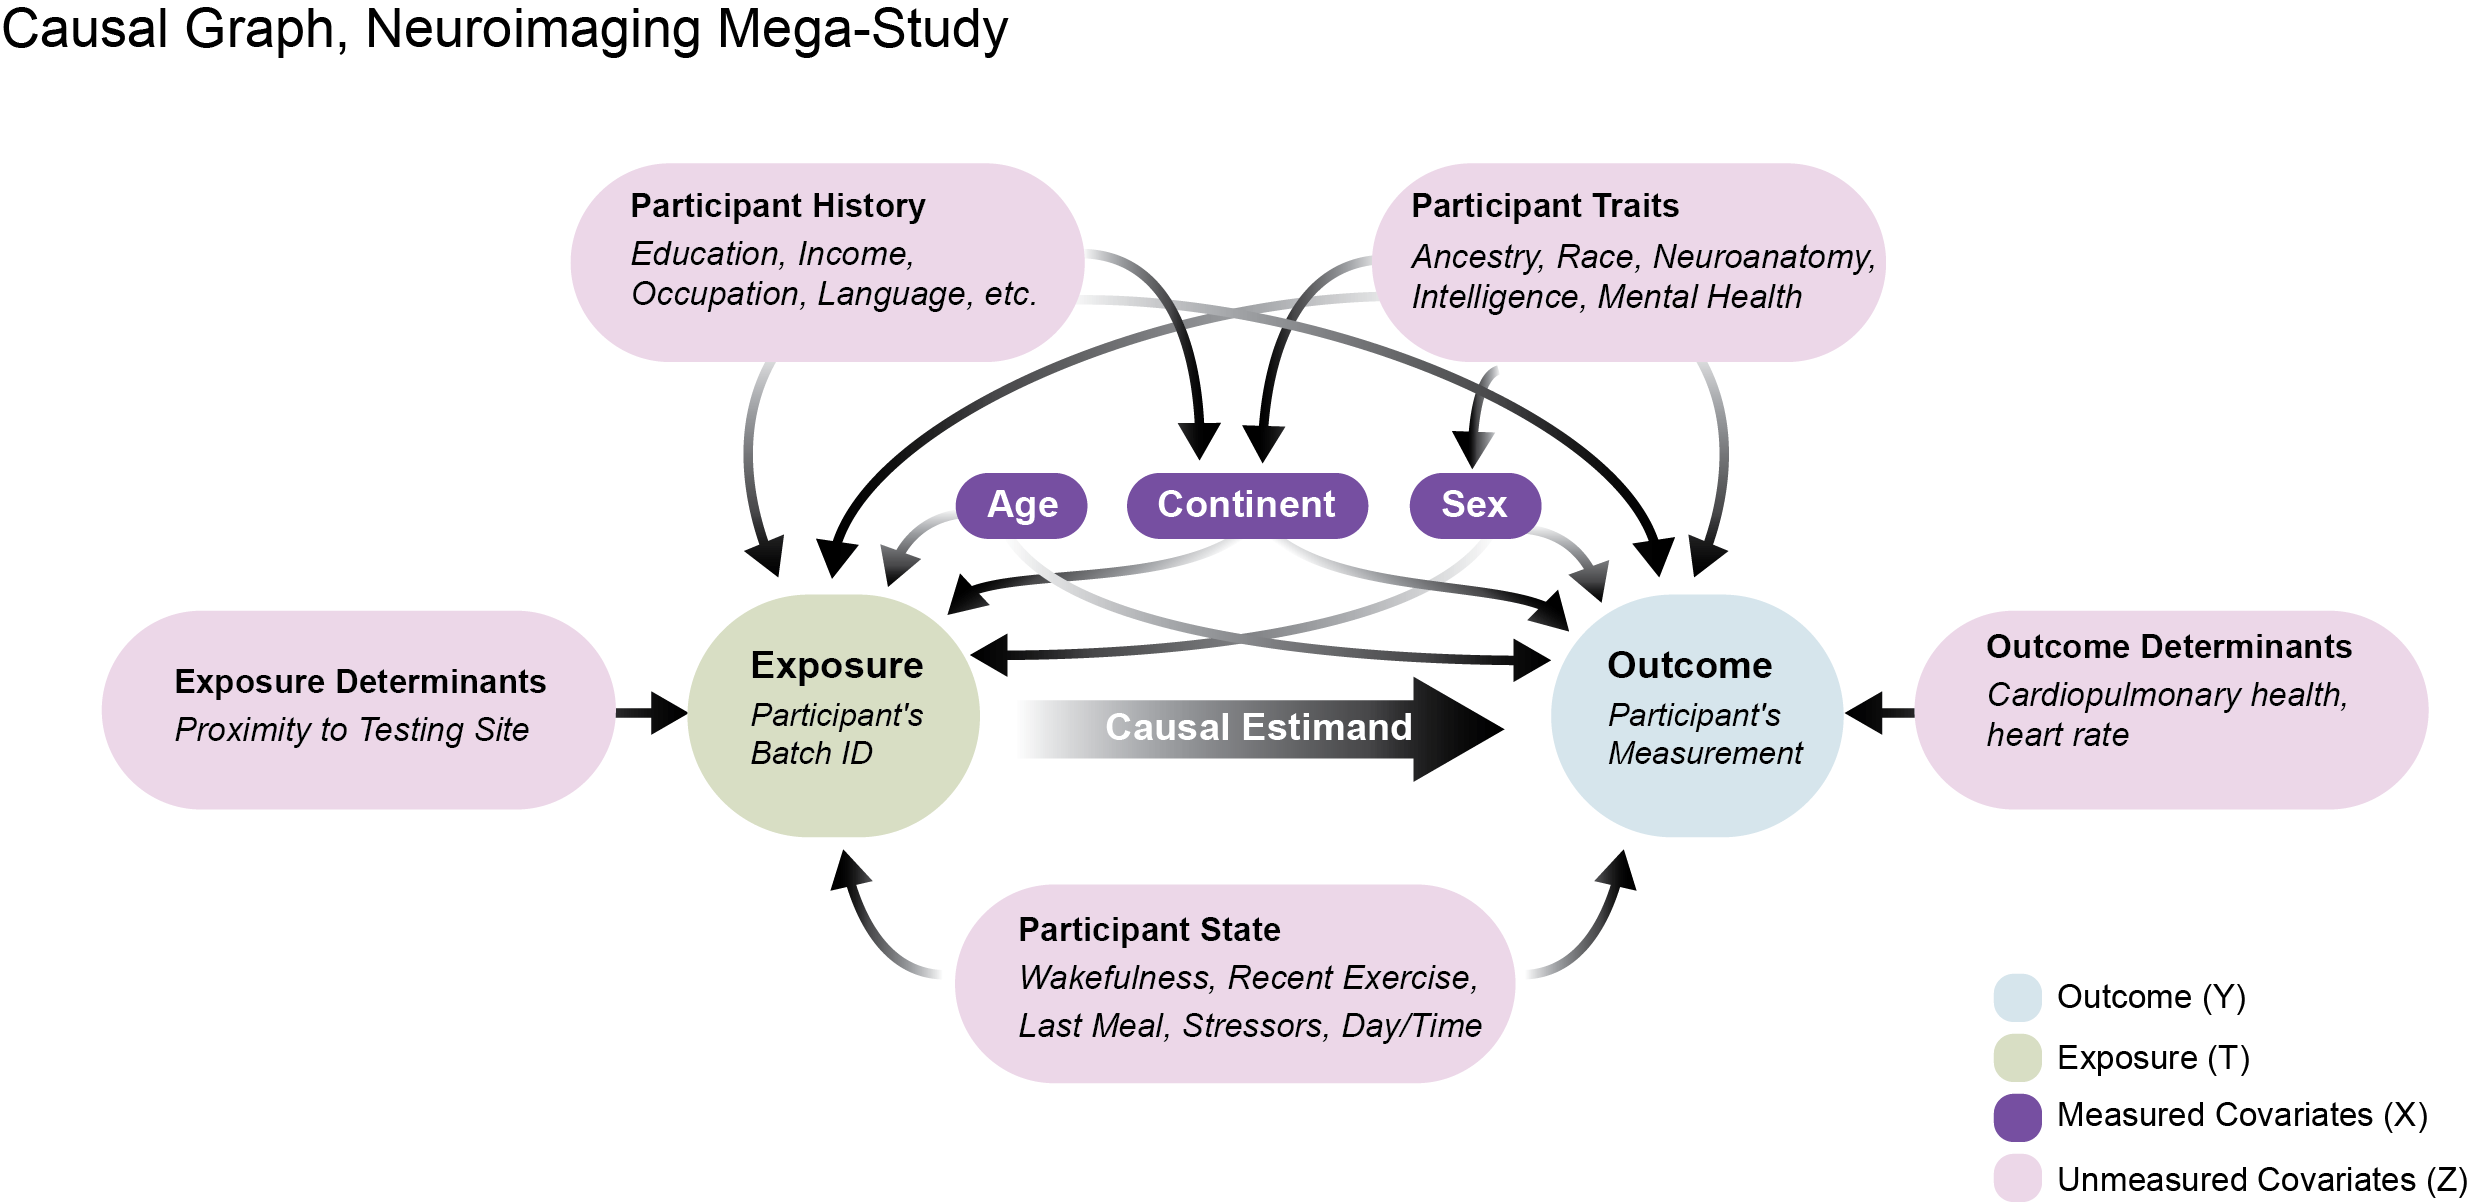 Causal Graph, Neuroimaging Mega-Study
Participant History
Education, Income,
Occupation, Language, etc.
Participant Traits
Ancestry, Race, Neuroanatomy,
Intelligence, Mental Health
Age
Continent
Sex
Exposure Determinants
Proximity to Testing Site
Exposure
Participant's
Batch ID
Causal Estimand
Outcome
Participant's
Measurement
Outcome Determinants
Cardiopulmonary health,
heart rate
Participant State
Wakefulness, Recent Exercise,
Last Meal, Stressors, Day/Time
Outcome (Y)
Exposure (T)
Measured Covariates (X)
Unmeasured Covariates (Z)